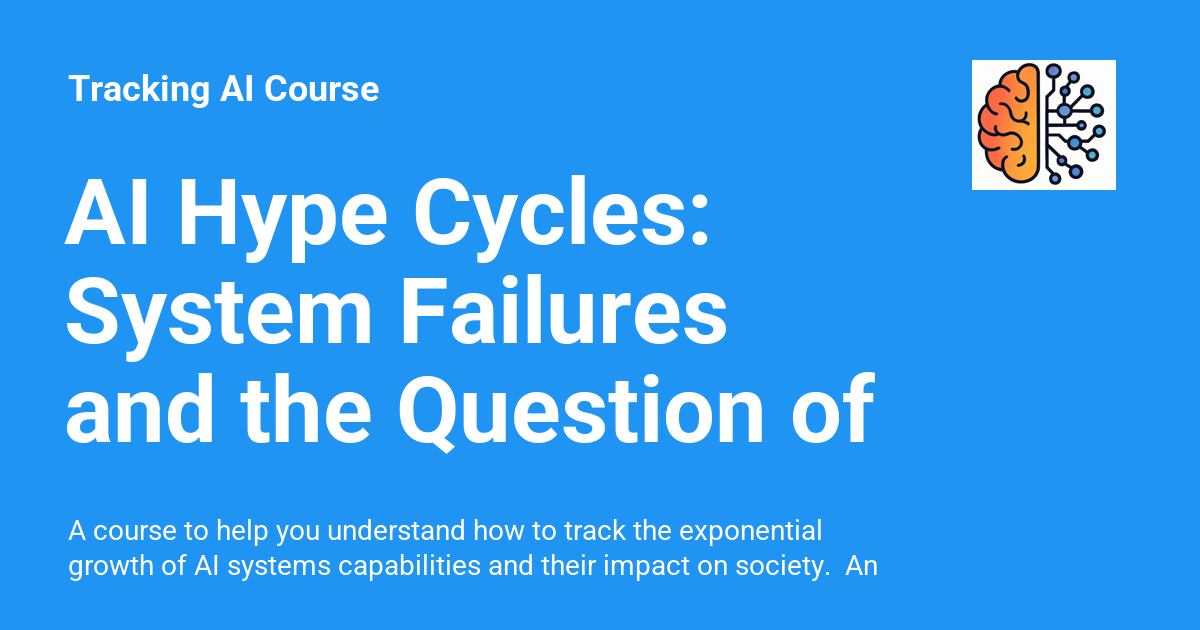 Tracking AI Course
AI Hype Cycles:
System Failures
and the Question of
A course to help you understand how to track the exponential
growth of AI systems capabilities and their impact on society.  An